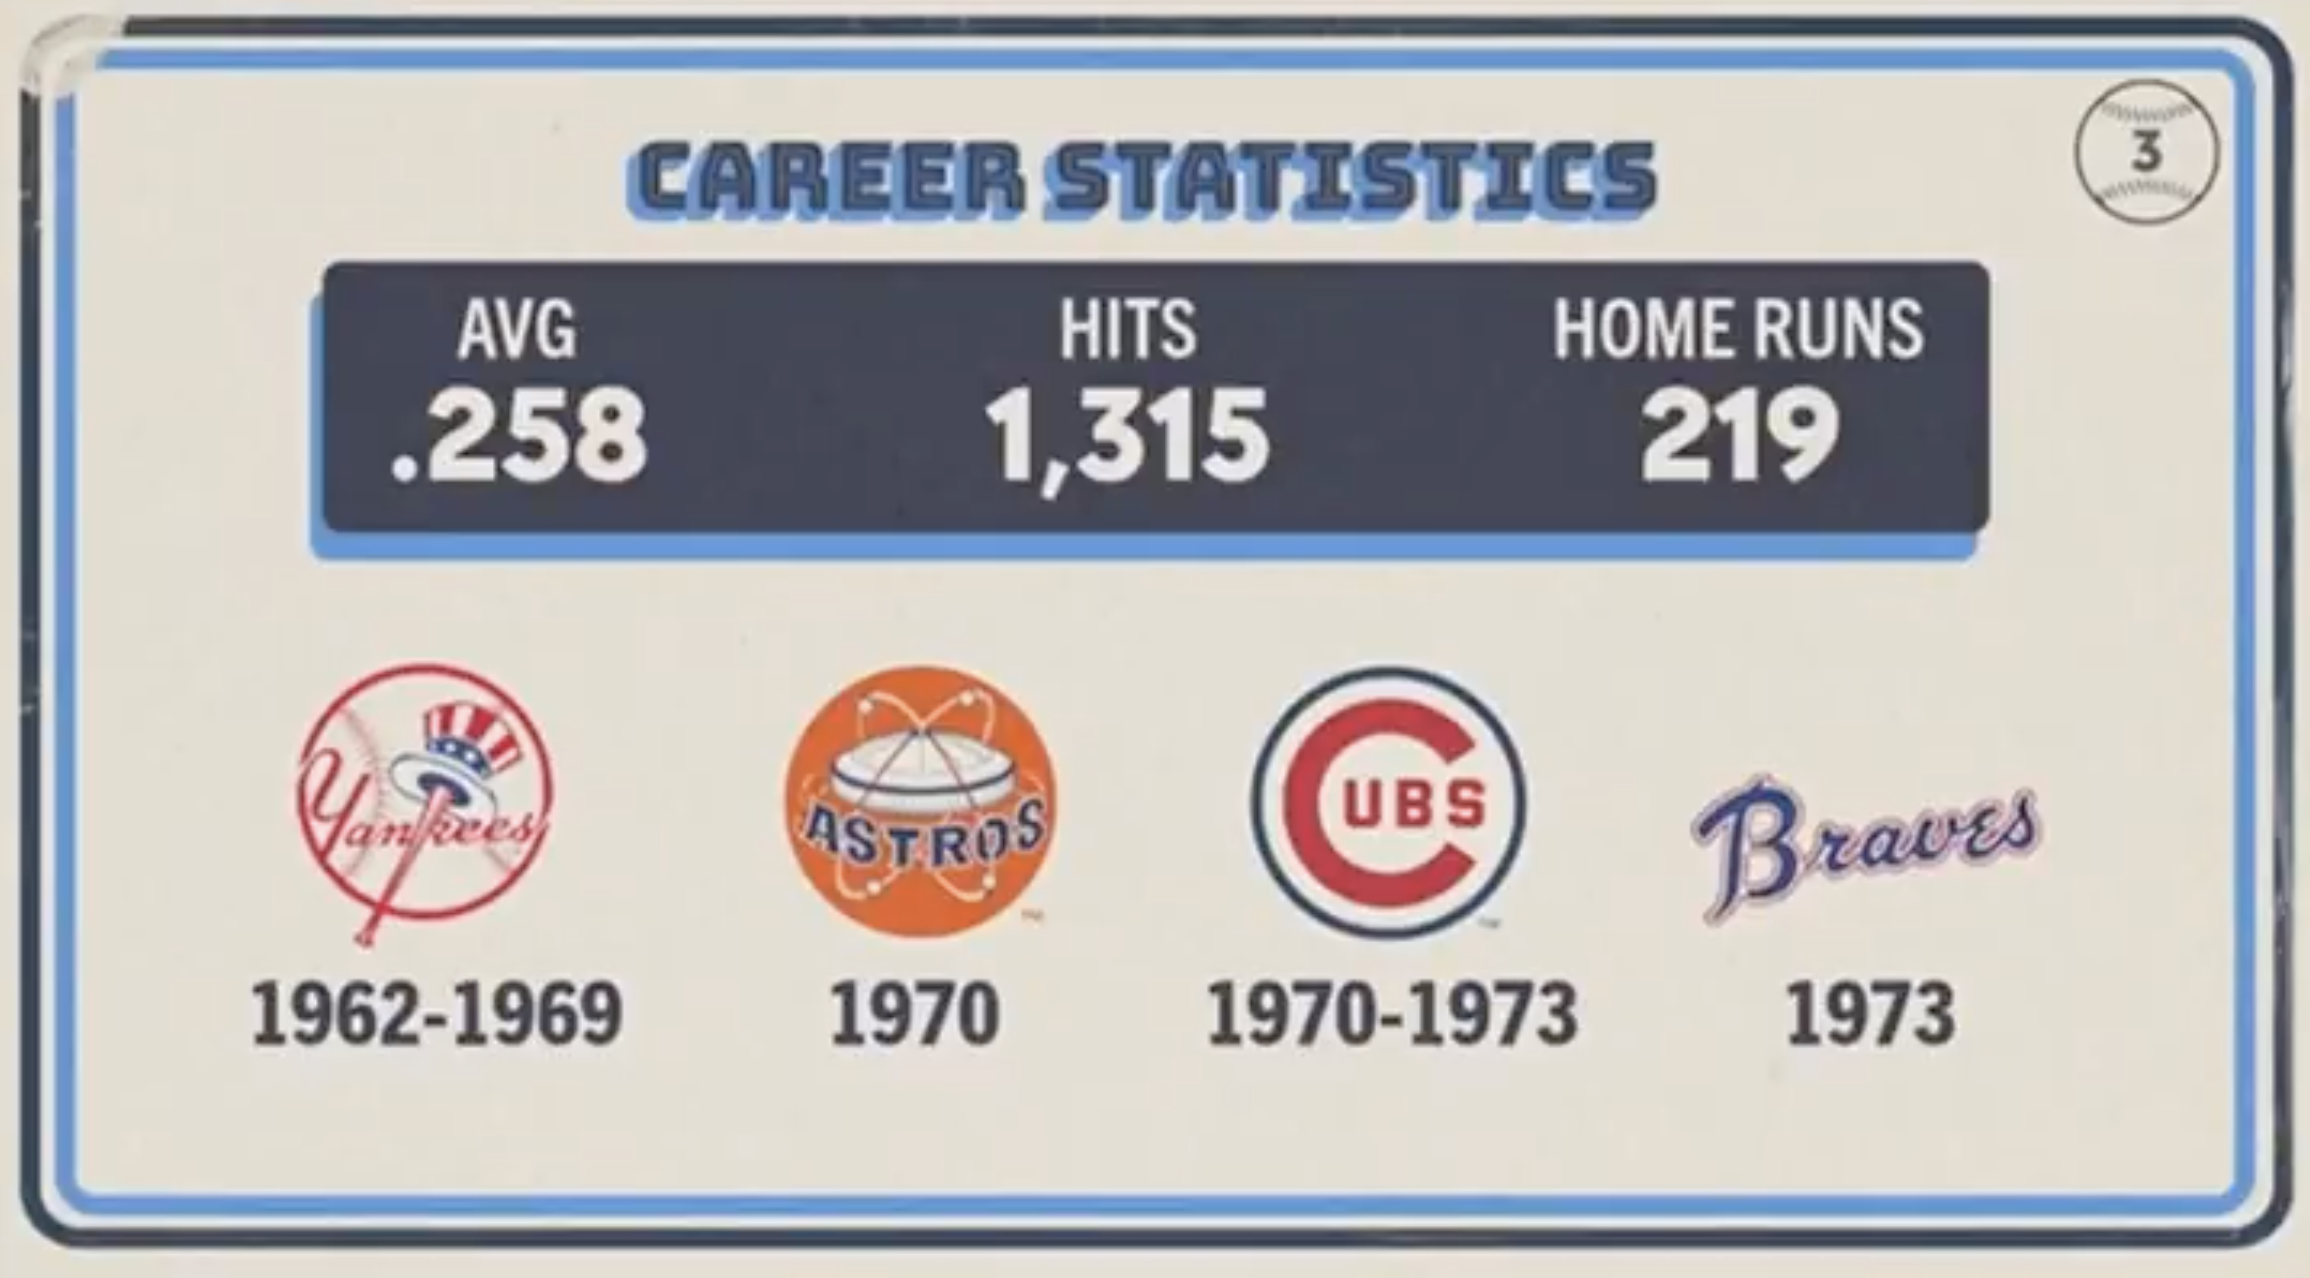 3
CAREER STATISTICS
AVG HITS HOME RUNS
.258 1,315 219
Yankees ASTROS CUBS Braves
1962-1969 1970 1970-1973 1973